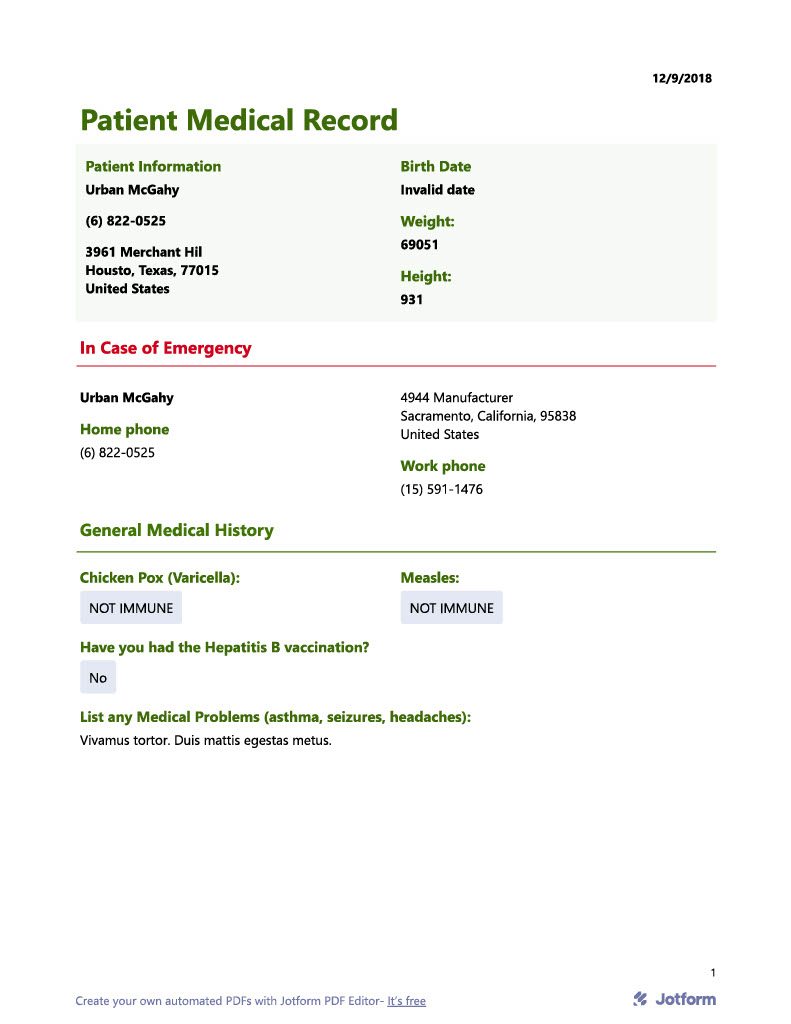 12/9/2018
Patient Medical Record
Patient Information
Urban McGahy
(6) 822-0525
3961 Merchant Hil
Housto, Texas, 77015
United States
Birth Date
Invalid date
Weight:
69051
Height:
931
In Case of Emergency
Urban McGahy
Home phone
(6) 822-0525
4944 Manufacturer
Sacramento, California, 95838
United States
Work phone
(15) 591-1476
General Medical History
Chicken Pox (Varicella):
NOT IMMUNE
Measles:
NOT IMMUNE
Have you had the Hepatitis B vaccination?
No
List any Medical Problems (asthma, seizures, headaches):
Vivamus tortor. Duis mattis egestas metus.
1
Create your own automated PDFs with Jotform PDF Editor- It's free
Jotform